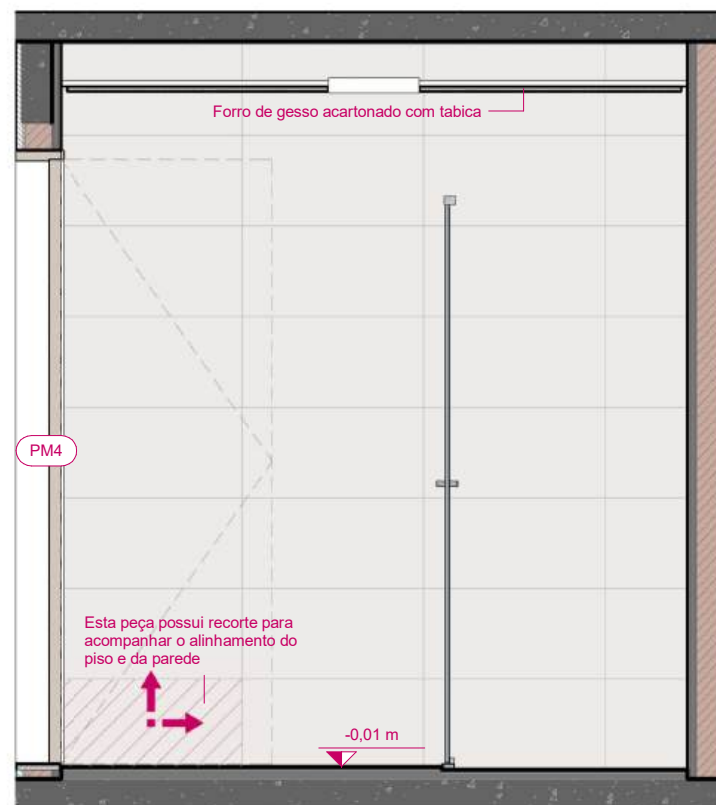 Forro de gesso acartonado com tabica
PM4
Esta peça possui recorte para
acompanhar o alinhamento do
piso e da parede
-0,01 m